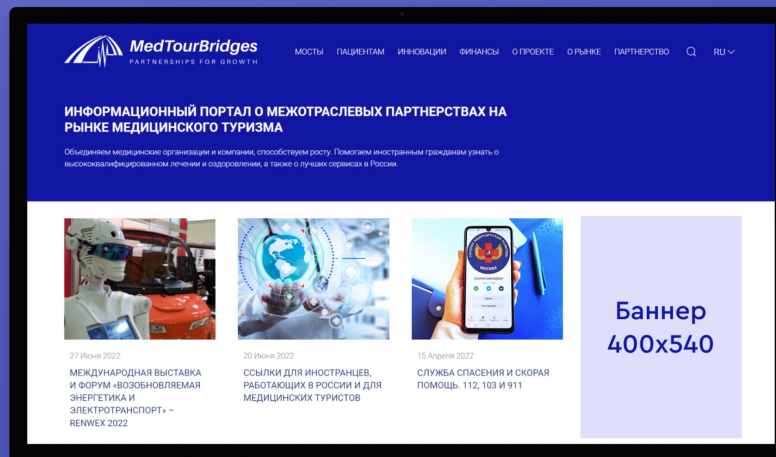 MedTourBridges
PARTNERSHIPS FOR GROWTH
МОСТЫ ПАЦИЕНТАМ ИННОВАЦИИ ФИНАНСЫ О ПРОЕКТЕ О РЫНКЕ ПАРТНЕРСТВО RU
ИНФОРМАЦИОННЫЙ ПОРТАЛ О МЕЖОТРАСЛЕВЫХ ПАРТНЕРСТВАХ НА
РЫНКЕ МЕДИЦИНСКОГО ТУРИЗМА
Объединяем медицинские организации и компании, способствуем росту. Помогаем иностранным гражданам узнать о
высококвалифицированном лечении и оздоровлении, а также о лучших сервисах в России.
27 Июня 2022
МЕЖДУНАРОДНАЯ ВЫСТАВКА
И ФОРУМ «ВОЗОБНОВЛЯЕМАЯ
ЭНЕРГЕТИКА И
ЭЛЕКТРОТРАНСПОРТ» –
RENWEX 2022
20 Июня 2022
ССЫЛКИ ДЛЯ ИНОСТРАНЦЕВ,
РАБОТАЮЩИХ В РОССИИ И ДЛЯ
МЕДИЦИНСКИХ ТУРИСТОВ
МОСКВА
15 Апреля 2022
СЛУЖБА СПАСЕНИЯ И СКОРАЯ
ПОМОЩЬ. 112, 103 И 911
Баннер
400x540